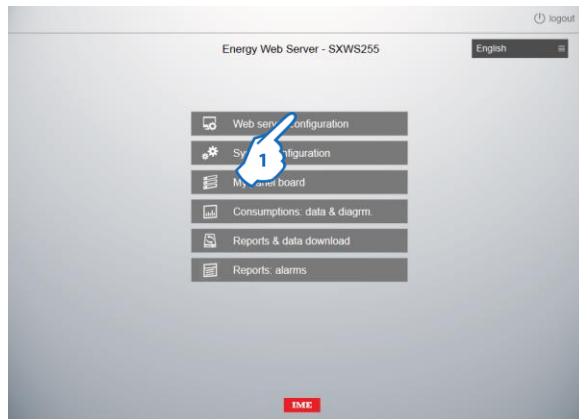 logout
Energy Web Server - SXWS255
English
Web server configuration
System configuration
1
My panel board
Consumptions: data & diagrm.
Reports & data download
Reports: alarms
IME